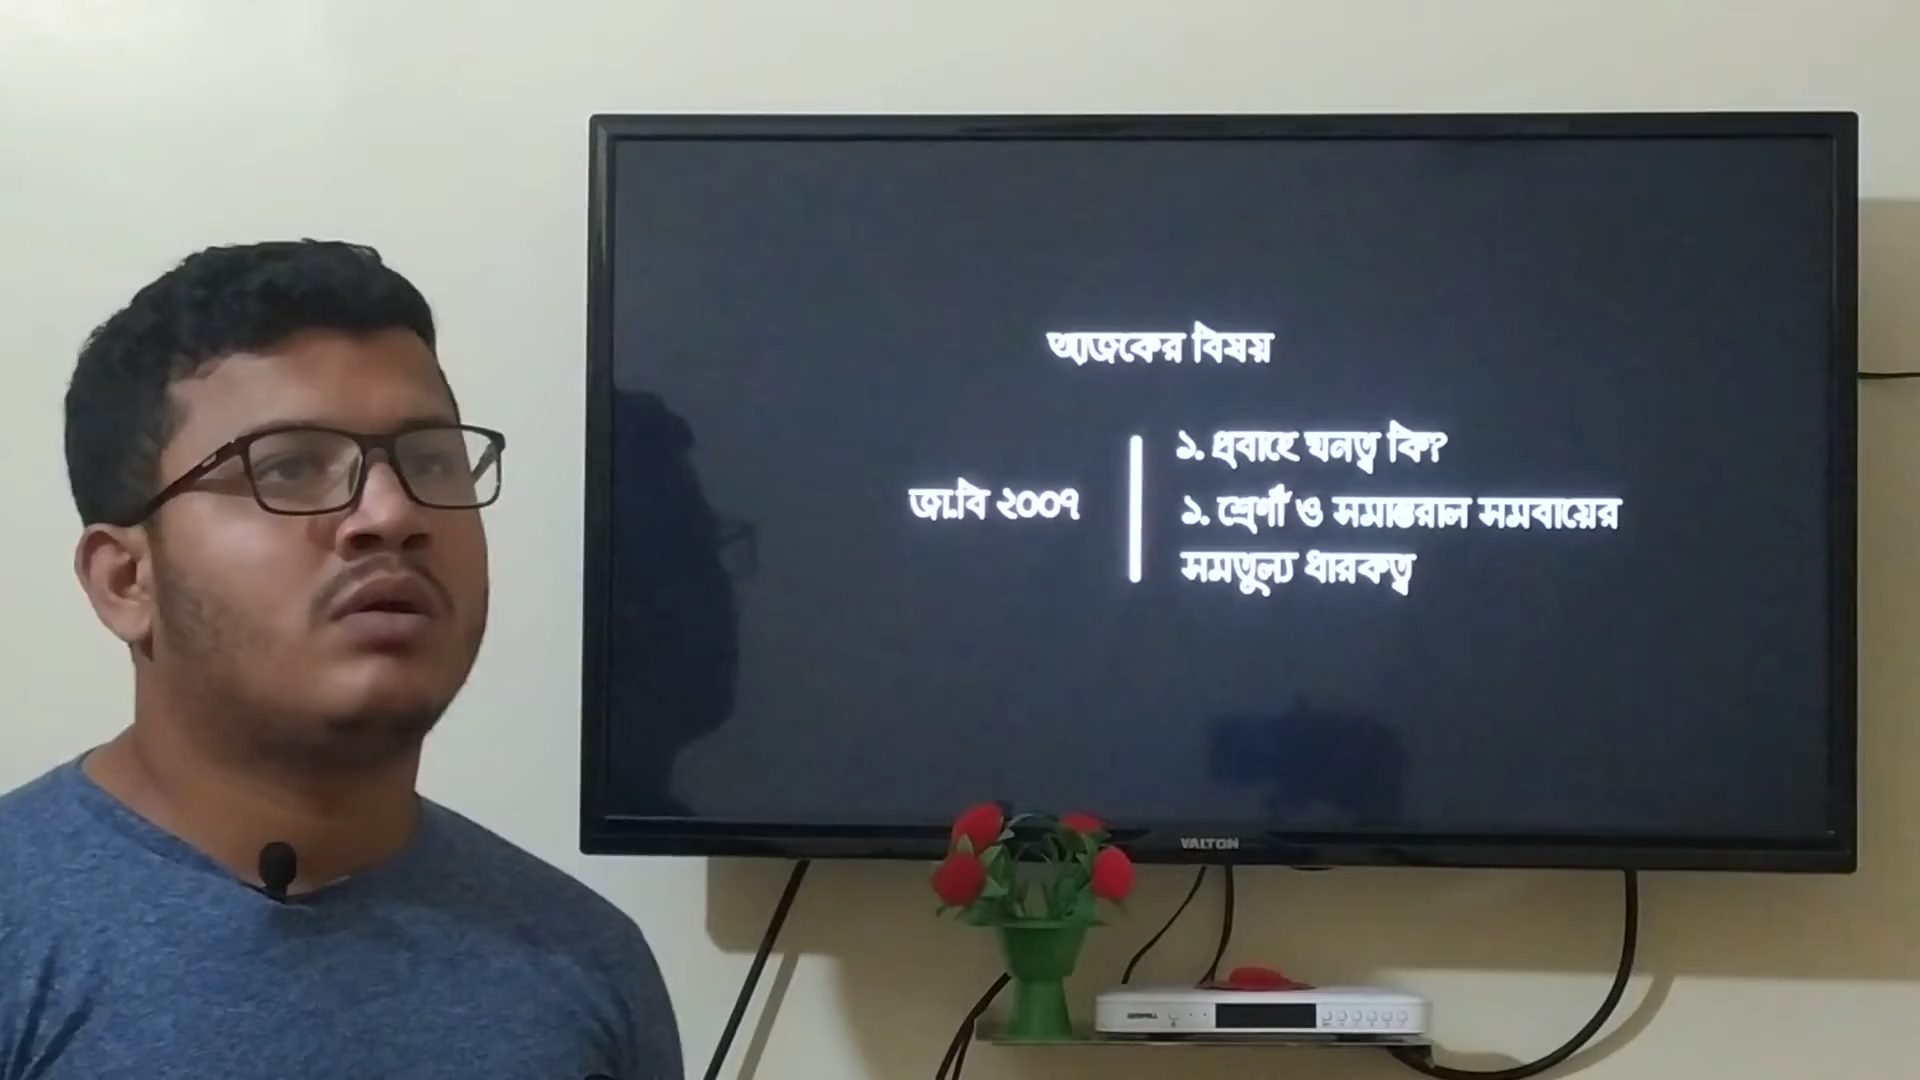 আজকের বিষয়
জা.বি ২০০৭
১. প্রবাহে ঘনত্ব কি?
১. শ্রেণী ও সমান্তরাল সমবায়ের
সমতুল্য ধারকত্ব
VALTON